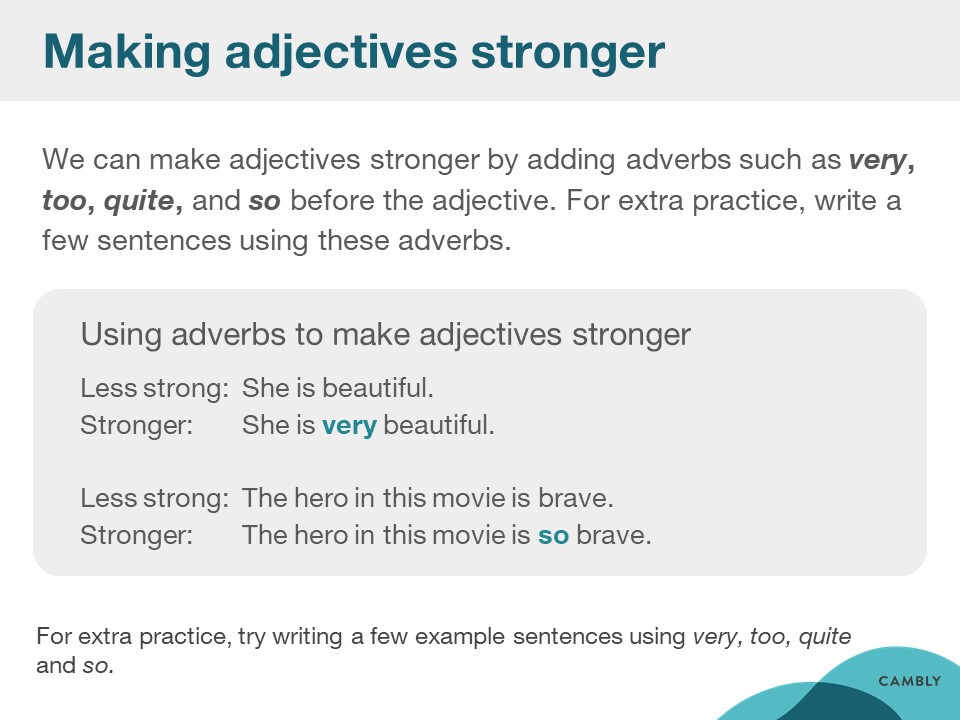 Making adjectives stronger
We can make adjectives stronger by adding adverbs such as very,
too, quite, and so before the adjective. For extra practice, write a
few sentences using these adverbs.
Using adverbs to make adjectives stronger
Less strong: She is beautiful.
Stronger: She is very beautiful.
Less strong: The hero in this movie is brave.
Stronger: The hero in this movie is so brave.
For extra practice, try writing a few example sentences using very, too, quite
and so.
CAMBLY